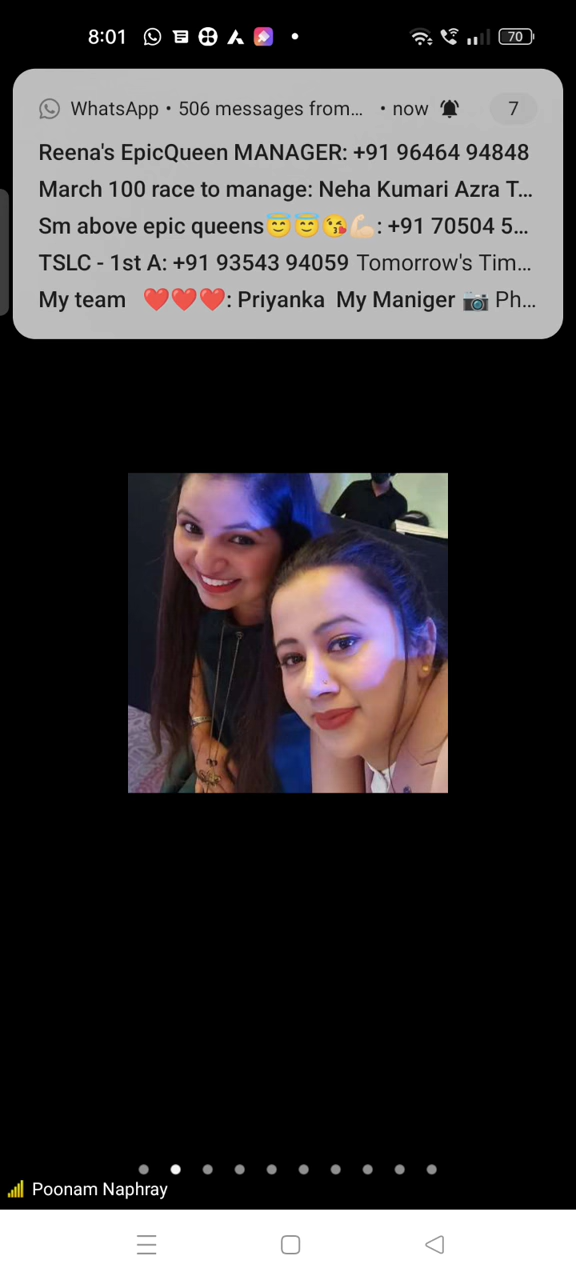 8:01
70
WhatsApp • 506 messages from... • now 7
Reena's EpicQueen MANAGER: +91 96464 94848
March 100 race to manage: Neha Kumari Azra T...
Sm above epic queens😇😇😘💪🏻: +91 70504 5...
TSLC - 1st A: +91 93543 94059 Tomorrow's Tim...
My team ❤️❤️❤️: Priyanka My Maniger 📷 Ph...
Poonam Naphray